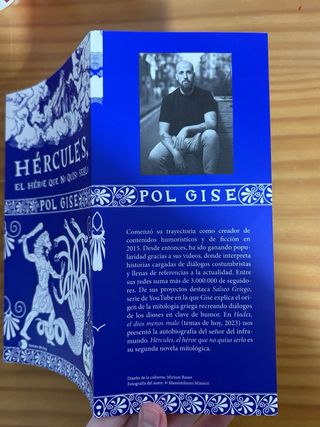 HÉRCULES,
EL HÉROE QUE NO QUISO SERLO
POL GISE
POL GISE
Comenzó su trayectoria como creador de
contenidos humorísticos y de ficción en
2015. Desde entonces, ha ido ganando popu-
laridad gracias a sus vídeos, donde interpreta
historias cargadas de diálogos costumbristas
y llenas de referencias a la actualidad. Entre
sus redes suma más de 3.000.000 de seguido-
res. De sus proyectos destaca Salseo Griego,
serie de YouTube en la que Gise explica el ori-
gen de la mitología griega recreando diálogos
de los dioses en clave de humor. En Hades,
el dios menos malo (temas de hoy, 2023) nos
presentó la autobiografía del señor del infra-
mundo. Hércules, el héroe que no quiso serlo es
su segunda novela mitológica.
Diseño de la cubierta: Miriam Bauer
Fotografía del autor: © Massimiliano Minocri